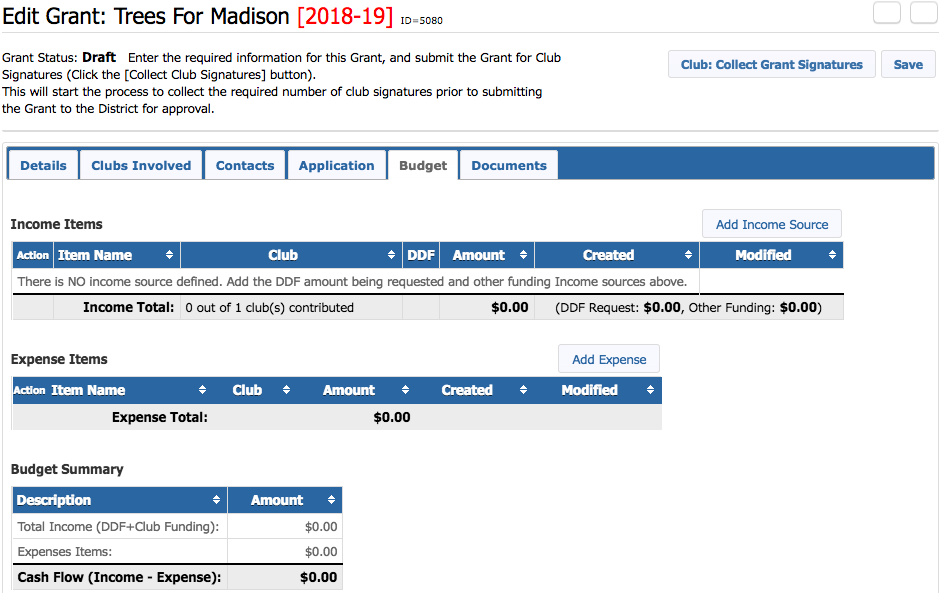 Edit Grant: Trees For Madison [2018-19] ID=5080
Grant Status: Draft Enter the required information for this Grant, and submit the Grant for Club
Signatures (Click the [Collect Club Signatures] button).
This will start the process to collect the required number of club signatures prior to submitting
the Grant to the District for approval.
Club: Collect Grant Signatures Save
Details Clubs Involved Contacts Application Budget Documents
Income Items Add Income Source
Action Item Name Club DDF Amount Created Modified
There is NO income source defined. Add the DDF amount being requested and other funding Income sources above.
Income Total: 0 out of 1 club(s) contributed $0.00 (DDF Request: $0.00, Other Funding: $0.00)
Expense Items Add Expense
Action Item Name Club Amount Created Modified
Expense Total: $0.00
Budget Summary
Description Amount
Total Income (DDF+Club Funding): $0.00
Expenses Items: $0.00
Cash Flow (Income - Expense): $0.00